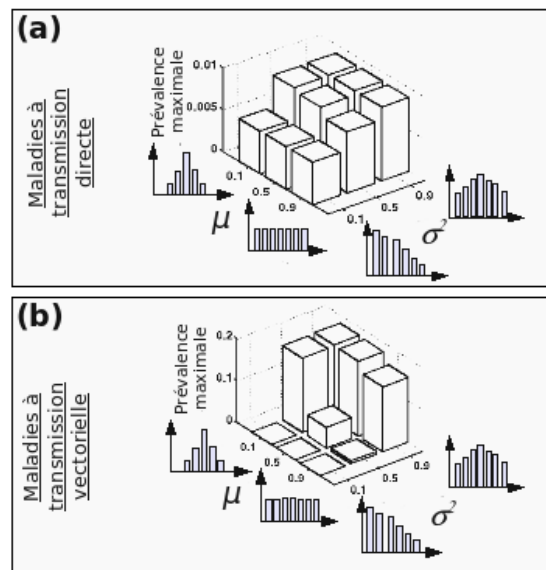 (a)
Maladies à
transmission
directe
Prévalence
maximale
0.01
0.005
0
0.1
0.5
0.9
0.1
0.5
0.9
μ
σ²
(b)
Maladies à
transmission
vectorielle
Prévalence
maximale
0.2
0.1
0
0.1
0.5
0.9
0.1
0.5
0.9
μ
σ²